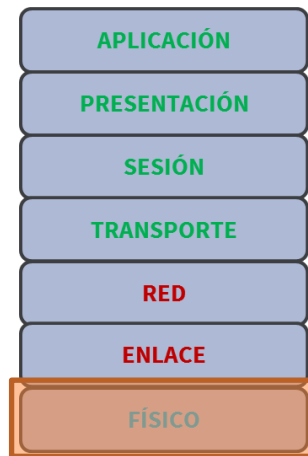 APLICACIÓN
PRESENTACIÓN
SESIÓN
TRANSPORTE
RED
ENLACE
FÍSICO